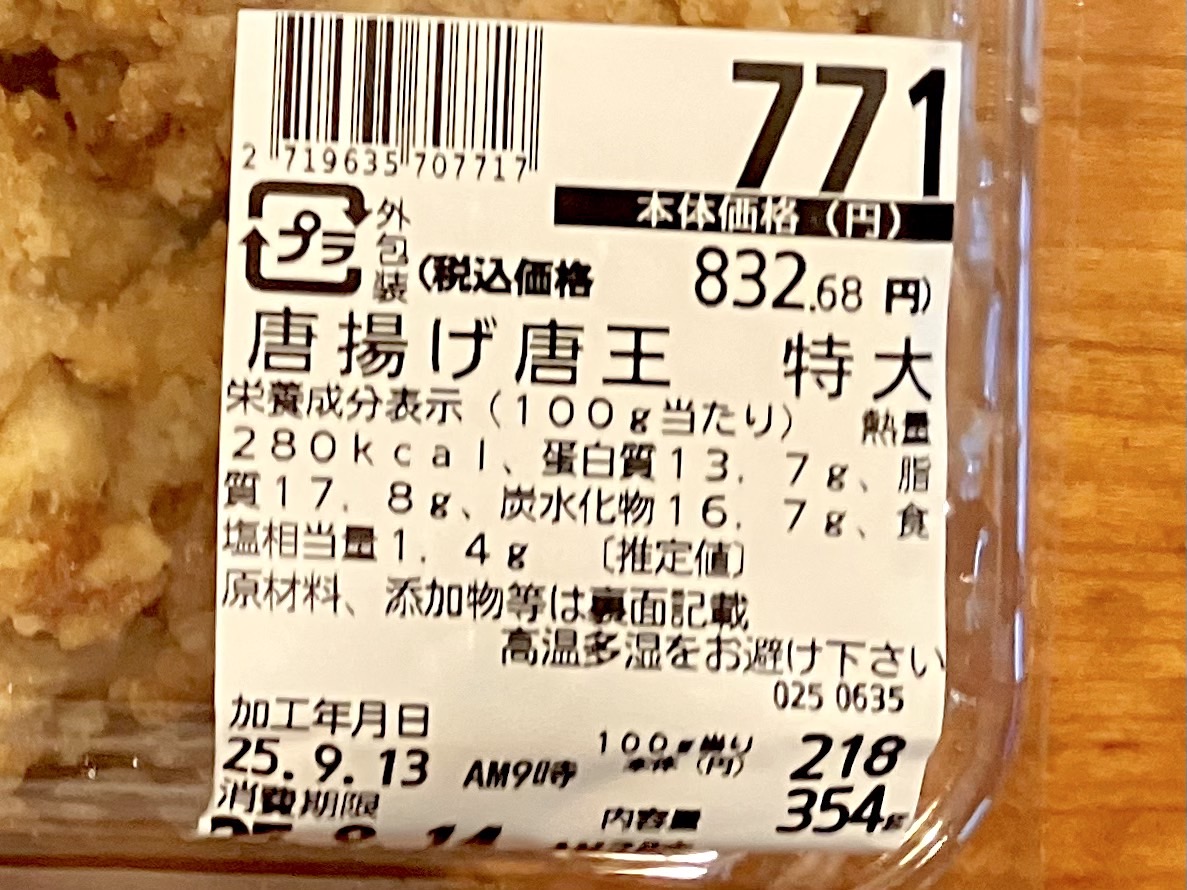 771
2 719635 707717
本体価格（円）
プラ 外包装
(税込価格 832.68 円)
唐揚げ唐王 特大
栄養成分表示（100g当たり） 熱量
280kcal、蛋白質13.7g、脂
質17.8g、炭水化物16.7g、食
塩相当量1.4g 〔推定値〕
原材料、添加物等は裏面記載
高温多湿をお避け下さい
025 0635
加工年月日
25.9.13 AM9時
100g当り 本体（円） 218
消費期限
内容量 354g